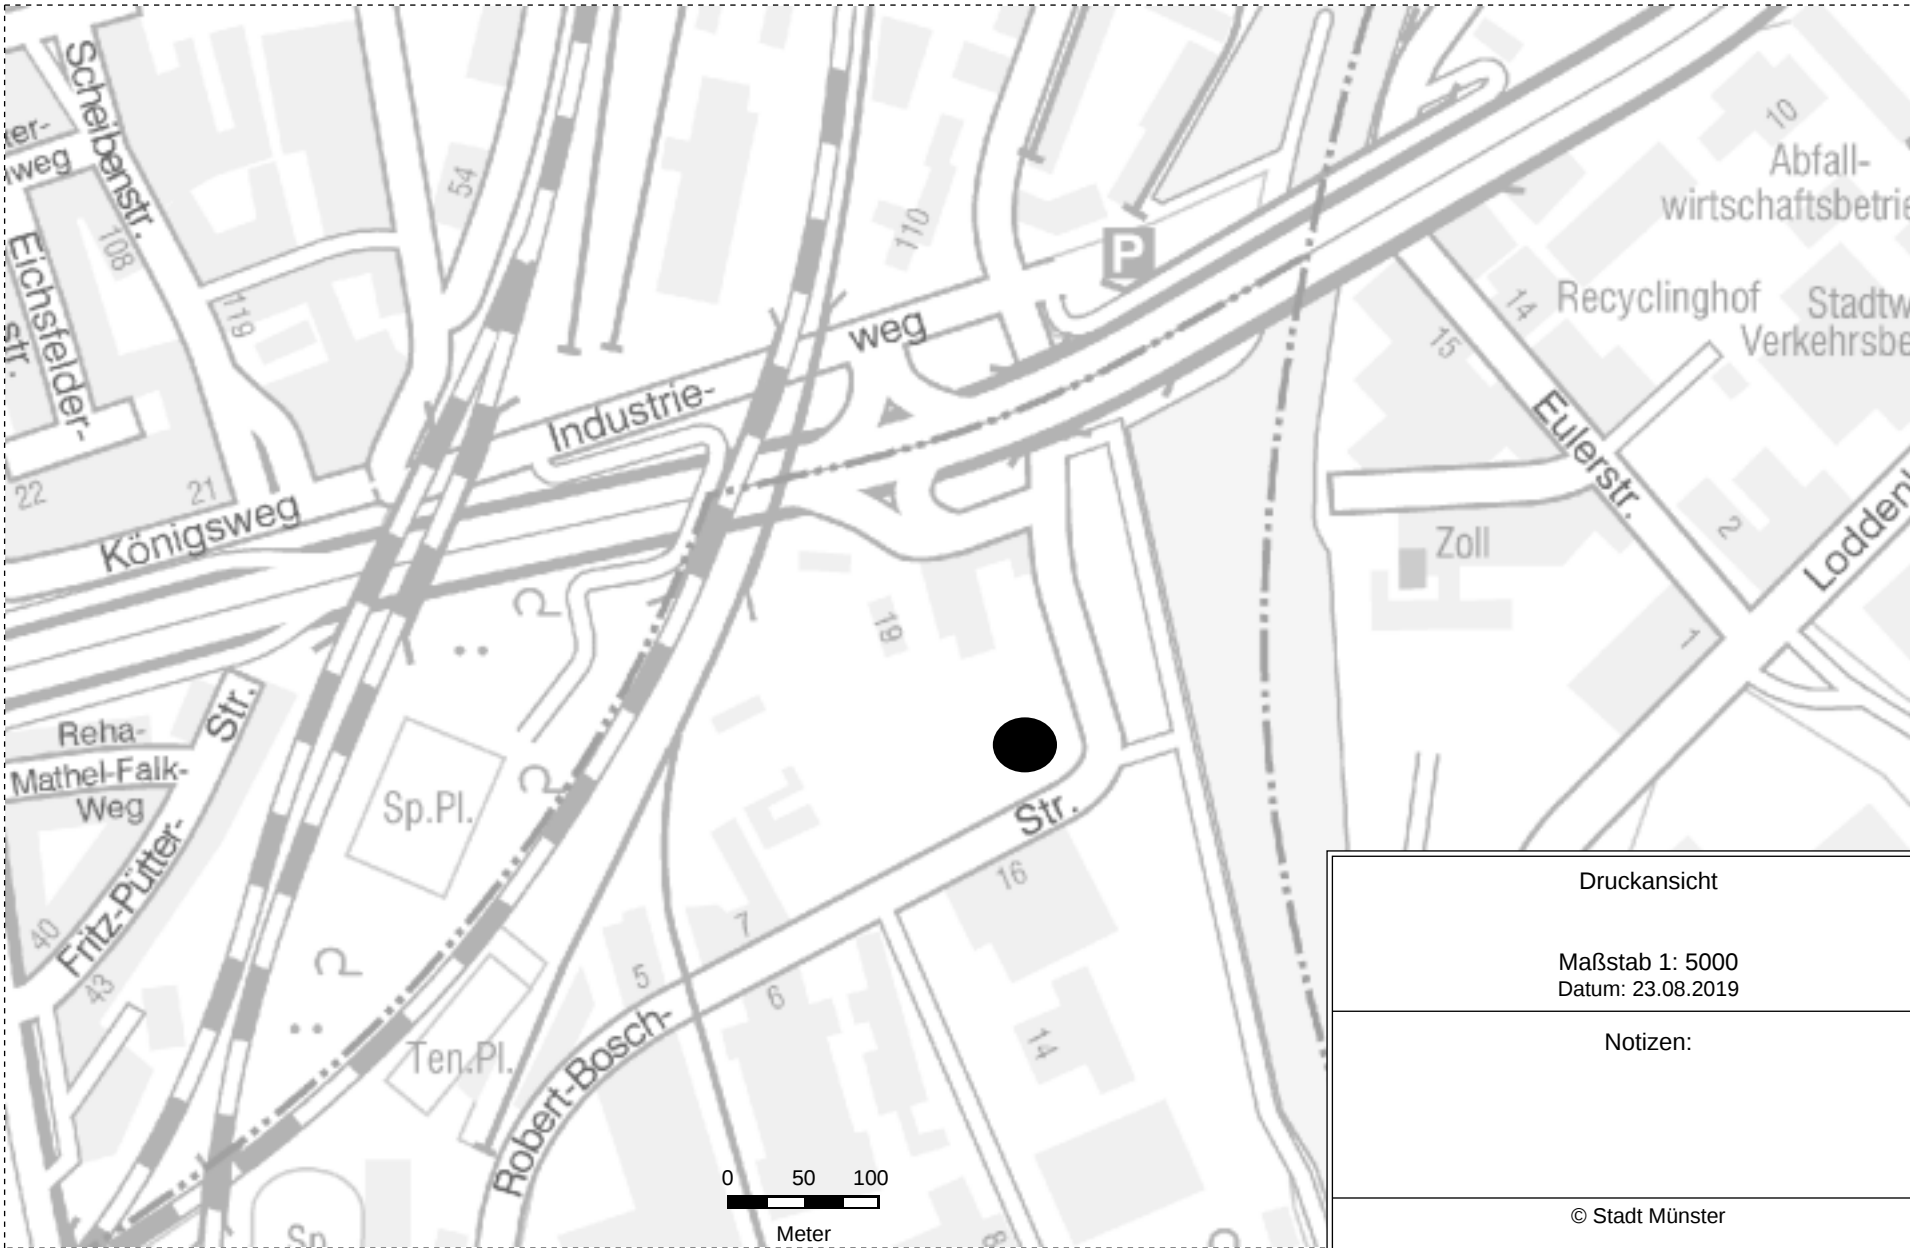 Scheibenstr.
weg
Eichsfelder-
str.
108
119
54
110
P
10
Abfall-
wirtschaftsbetrie
Recyclinghof
Stadtw
Verkehrsbe
14
15
weg
Industrie-
Eulerstr.
22
21
Königsweg
Zoll
2
Lodden
1
19
Reha-
Str.
Mathel-Falk-
Weg
Sp.Pl.
Fritz-Pütter-
40
43
Str.
16
7
5
6
14
Ten.Pl.
Robert-Bosch-
8
Sp
0 50 100
Meter
Druckansicht
Maßstab 1: 5000
Datum: 23.08.2019
Notizen:
© Stadt Münster